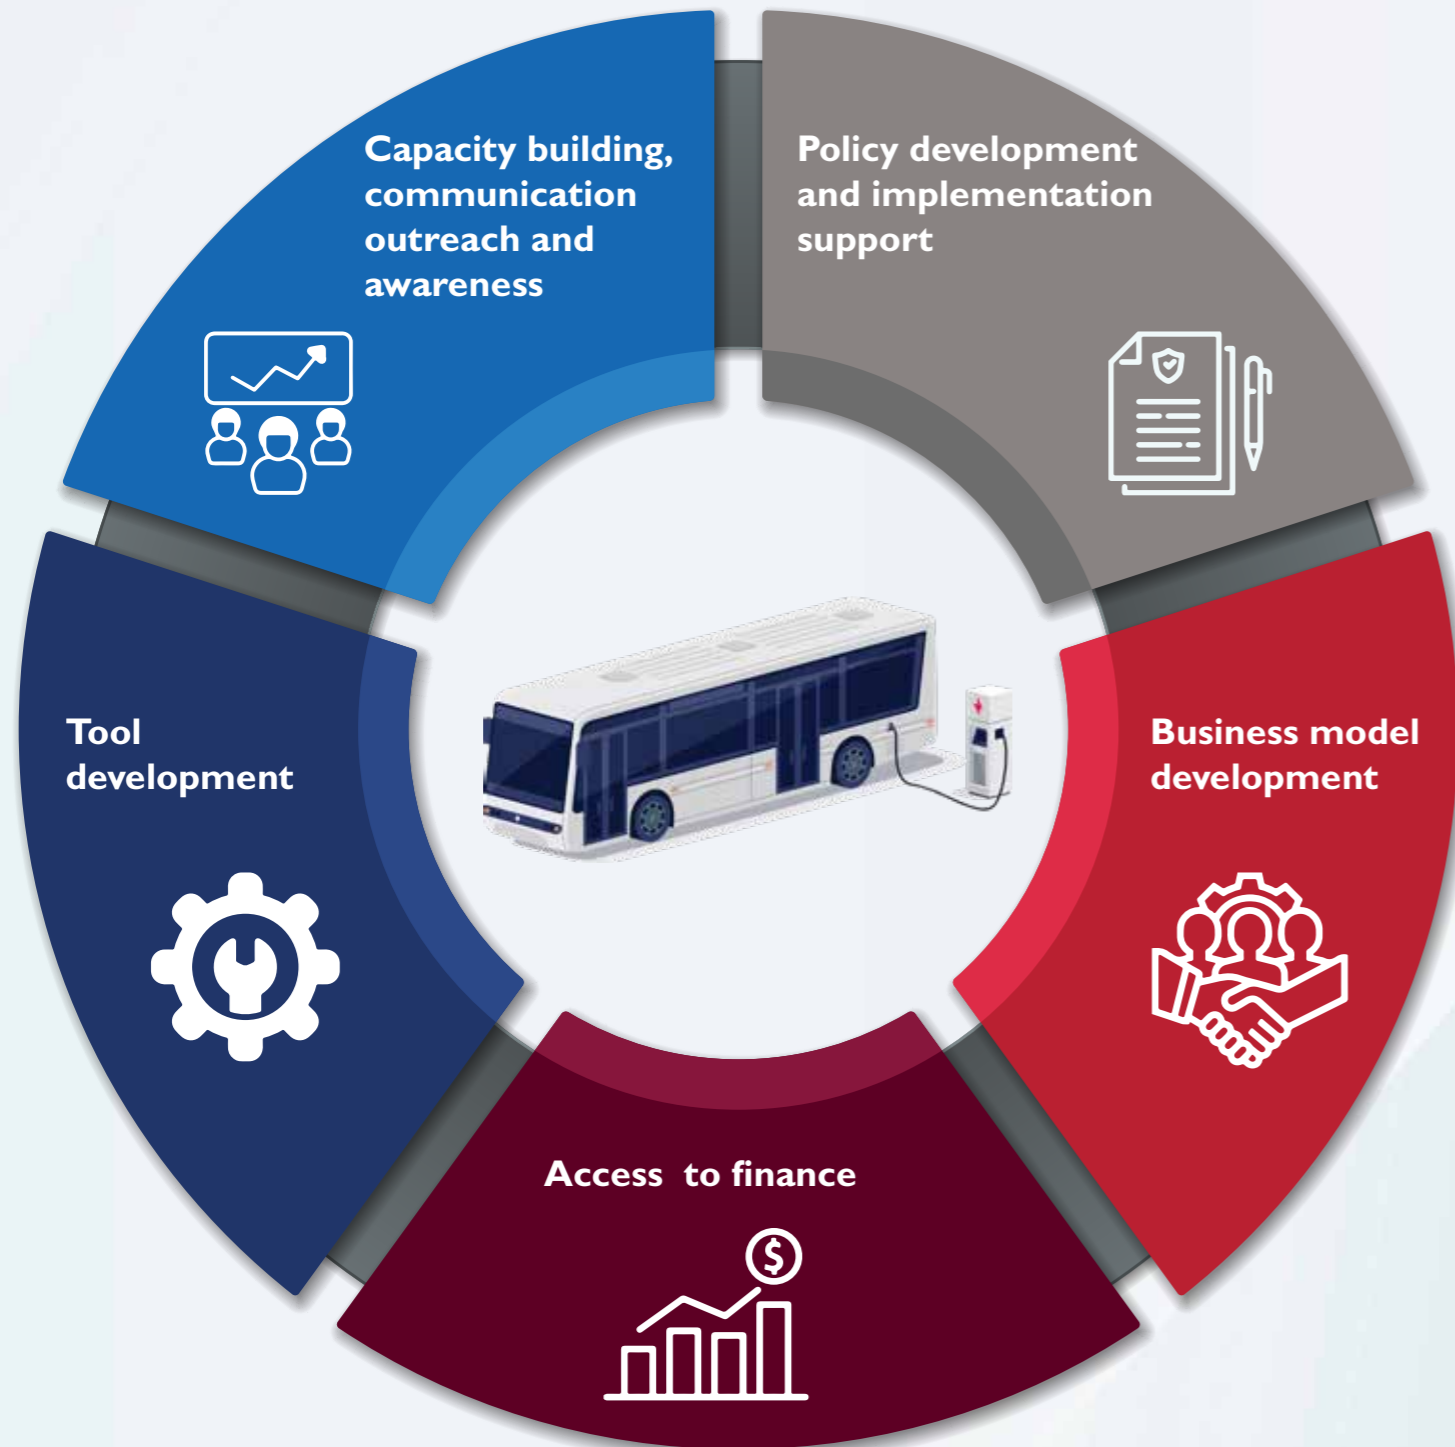 Capacity building,
communication
outreach and
awareness
Policy development
and implementation
support
Tool
development
Business model
development
Access to finance
$